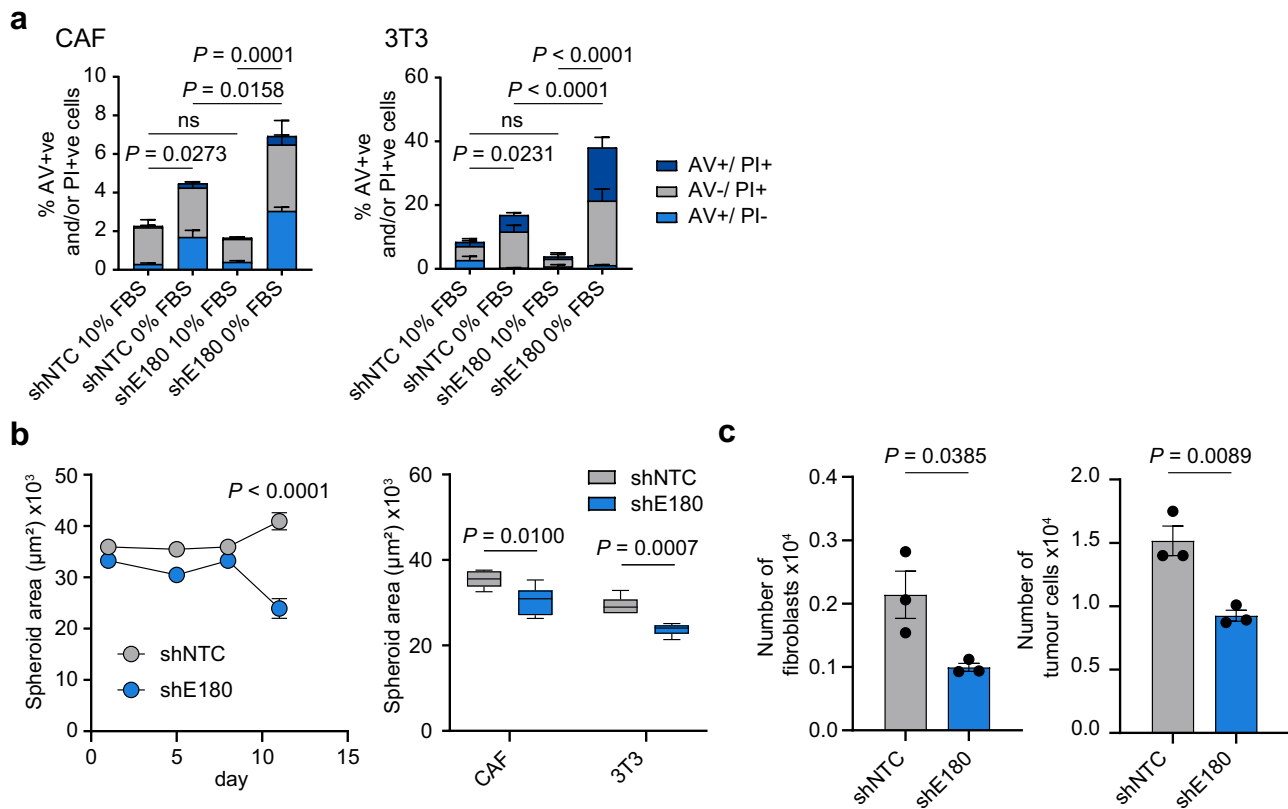 a
CAF
P = 0.0001
P = 0.0158
ns
P = 0.0273
% AV+ve
and/or PI+ve cells
10
8
6
4
2
0
shNTC 10% FBS
shNTC 0% FBS
shE180 10% FBS
shE180 0% FBS
3T3
P < 0.0001
P < 0.0001
ns
P = 0.0231
% AV+ve
and/or PI+ve cells
60
40
20
0
shNTC 10% FBS
shNTC 0% FBS
shE180 10% FBS
shE180 0% FBS
AV+/ PI+
AV-/ PI+
AV+/ PI-
b
Spheroid area (µm²) x10³
50
40
30
20
10
0
P < 0.0001
shNTC
shE180
0
5
10
15
day
Spheroid area (µm²) x10³
60
40
20
0
shNTC
shE180
P = 0.0100
P = 0.0007
CAF
3T3
c
P = 0.0385
Number of
fibroblasts x10⁴
0.4
0.3
0.2
0.1
0.0
shNTC
shE180
P = 0.0089
Number of
tumour cells x10⁴
2.0
1.5
1.0
0.5
0.0
shNTC
shE180